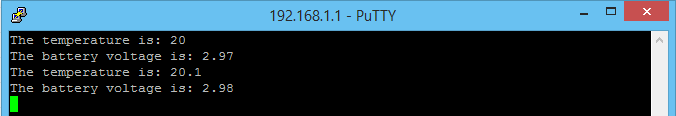 192.168.1.1 - PuTTY
The temperature is: 20
The battery voltage is: 2.97
The temperature is: 20.1
The battery voltage is: 2.98